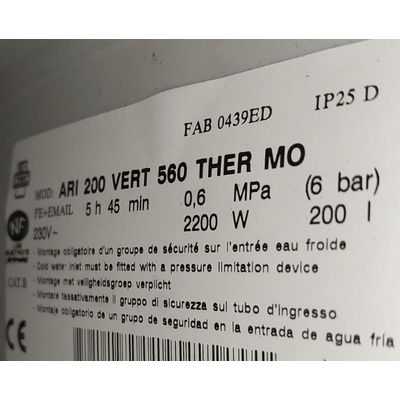 FAB 0439ED IP25 D
MOD: ARI 200 VERT 560 THER MO
FE+EMAIL 5 h 45 min 0,6 MPa (6 bar)
230V~ 2200 W 200 l
NF
CAT.B
- Montage obligatoire d'un groupe de sécurité sur l'entrée eau froide
- Cold water inlet must be fitted with a pressure limitation device
- Montage met veiligheidsgroep verplicht
- Montare tassativamente il gruppo di sicurezza sul tubo d'ingresso
- Montaje obligatorio de un grupo de seguridad en la entrada de agua fría
CE